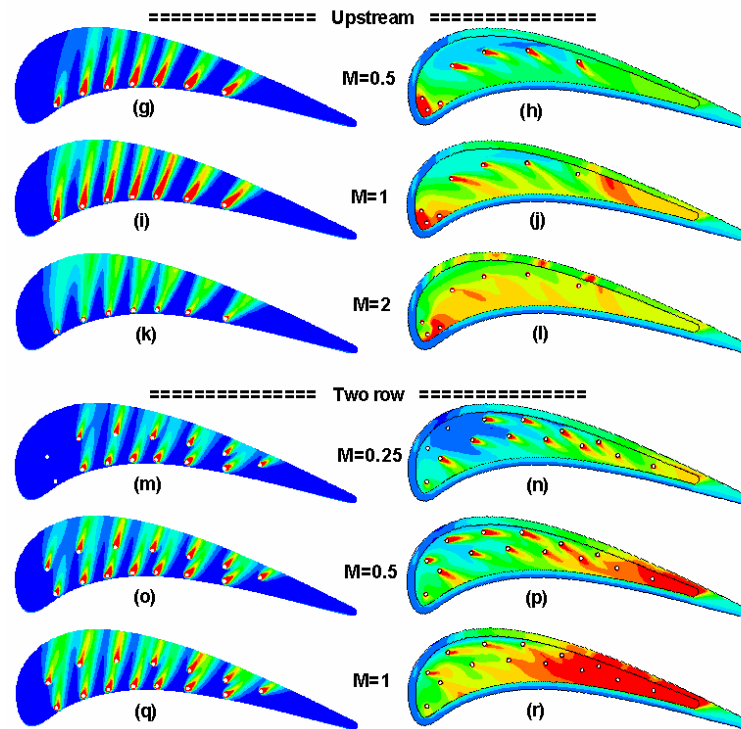 ============== Upstream ==============
M=0.5
(g) (h)
M=1
(i) (j)
M=2
(k) (l)
============== Two row ==============
M=0.25
(m) (n)
M=0.5
(o) (p)
M=1
(q) (r)